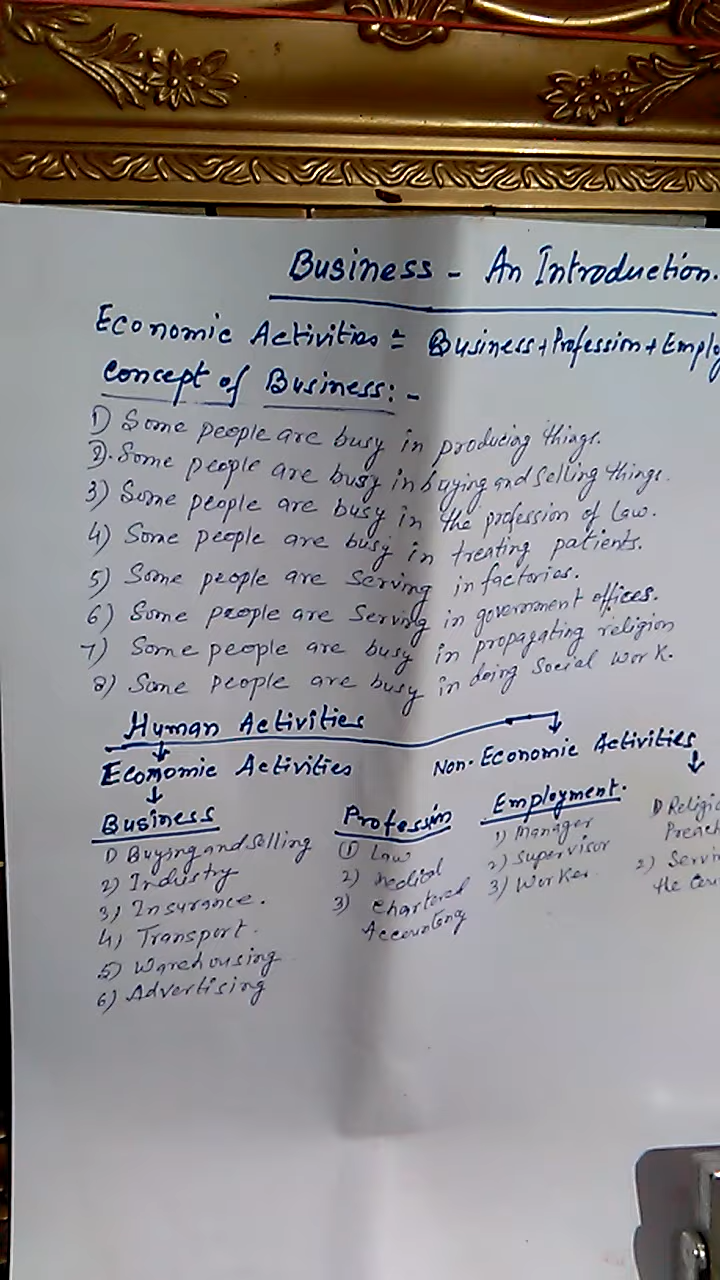 Business - An Introduction.
Economic Activities = Business + Profession + Emplo
Concept of Business: -
1) Some people are busy in producing things.
2). Some people are busy in buying and selling things.
3) Some people are busy in the profession of law.
4) Some people are busy in treating patients.
5) Some people are serving in factories.
6) Some people are serving in government offices.
7) Some people are busy in propagating religion
8) Some people are busy in doing social work.
Human Activities
Economic Activities Non-Economic Activities
Business Profession Employment.
1) Buying and selling
2) Industry
3) Insurance.
4) Transport.
5) Warehousing
6) Advertising
1) Law
2) Medical
3) Chartered
Accounting
1) Manager
2) Supervisor
3) Worker
1) Religio
Preach
2) Servin
the